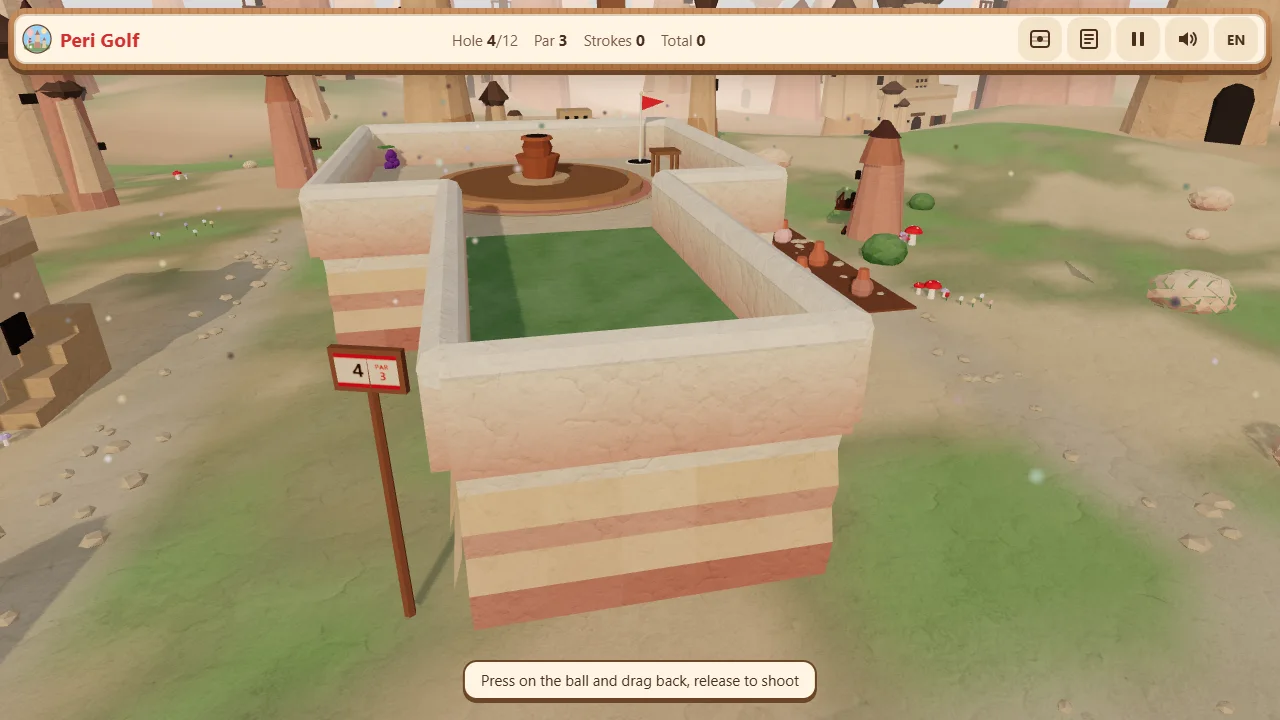 Peri Golf
Hole 4/12 Par 3 Strokes 0 Total 0
EN
4 PAR 3
Press on the ball and drag back, release to shoot